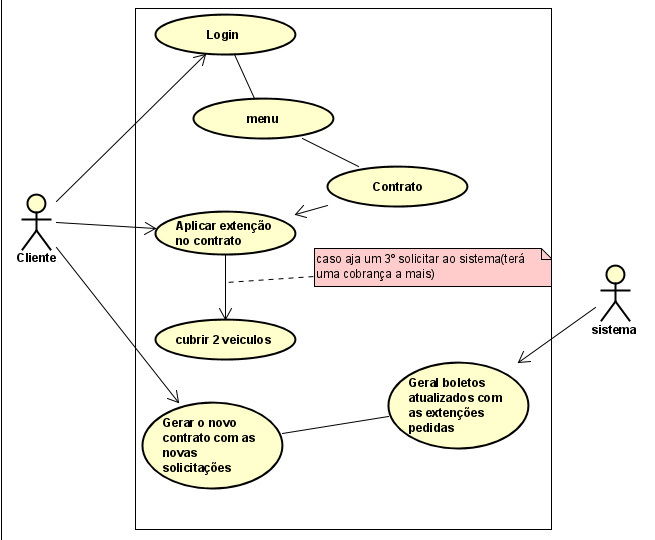 Login
menu
Contrato
Aplicar extenção
no contrato
Cliente
caso aja um 3º solicitar ao sistema(terá
uma cobrança a mais)
sistema
cubrir 2 veiculos
Geral boletos
atualizados com
as extenções
pedidas
Gerar o novo
contrato com as
novas
solicitações